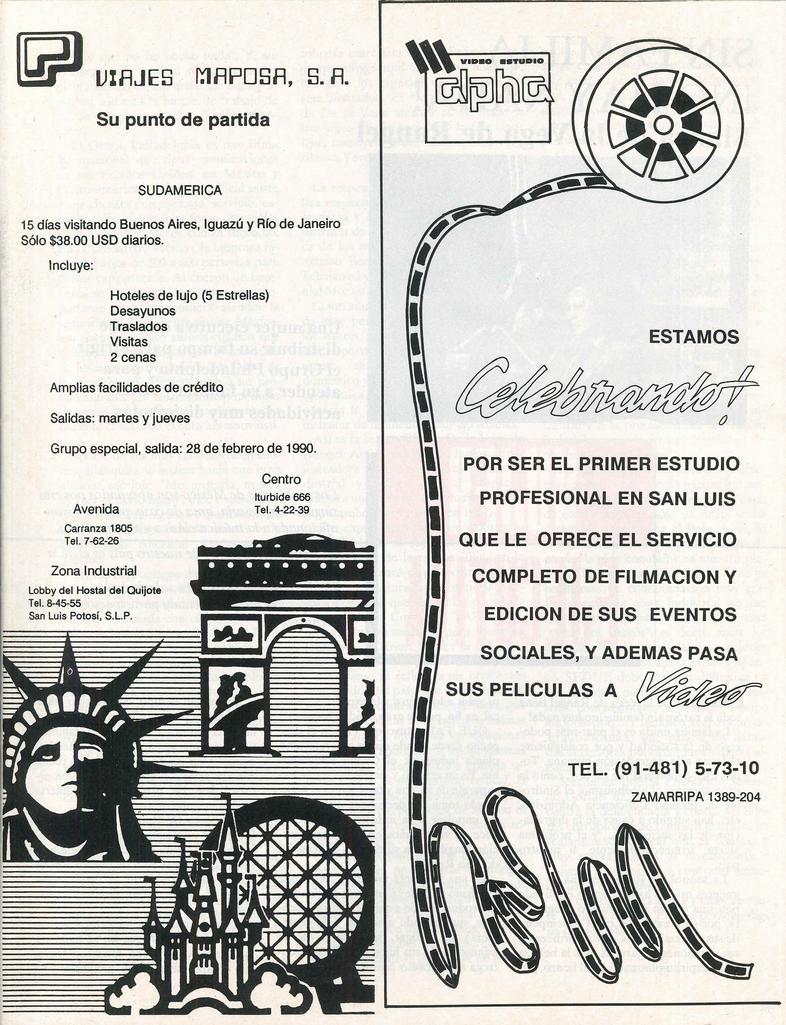 VIAJES MAPOSA, S. A.
Su punto de partida
SUDAMERICA
15 días visitando Buenos Aires, Iguazú y Río de Janeiro
Sólo $38.00 USD diarios.
Incluye:
Hoteles de lujo (5 Estrellas)
Desayunos
Traslados
Visitas
2 cenas
Amplias facilidades de crédito
Salidas: martes y jueves
Grupo especial, salida: 28 de febrero de 1990.
Centro
Iturbide 666
Tel. 4-22-39
Avenida
Carranza 1805
Tel. 7-62-26
Zona Industrial
Lobby del Hostal del Quijote
Tel. 8-45-55
San Luis Potosí, S.L.P.
VIDEO ESTUDIO
alpha
ESTAMOS
Celebrando!
POR SER EL PRIMER ESTUDIO
PROFESIONAL EN SAN LUIS
QUE LE OFRECE EL SERVICIO
COMPLETO DE FILMACION Y
EDICION DE SUS EVENTOS
SOCIALES, Y ADEMAS PASA
SUS PELICULAS A Video
TEL. (91-481) 5-73-10
ZAMARRIPA 1389-204